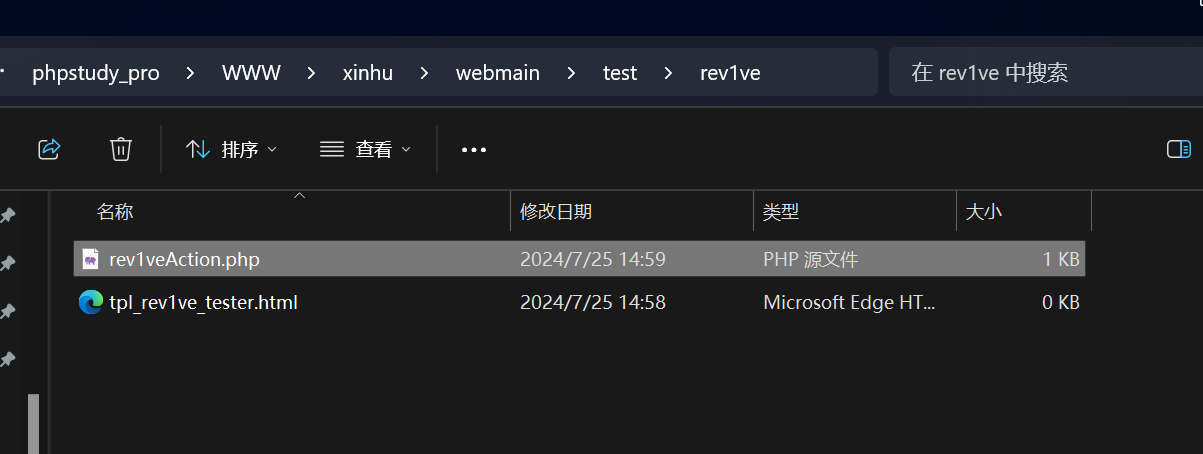 phpstudy_pro > WWW > xinhu > webmain > test > rev1ve 在 rev1ve 中搜索
排序 查看 •••
名称 修改日期 类型 大小
rev1veAction.php 2024/7/25 14:59 PHP 源文件 1 KB
tpl_rev1ve_tester.html 2024/7/25 14:58 Microsoft Edge HT... 0 KB